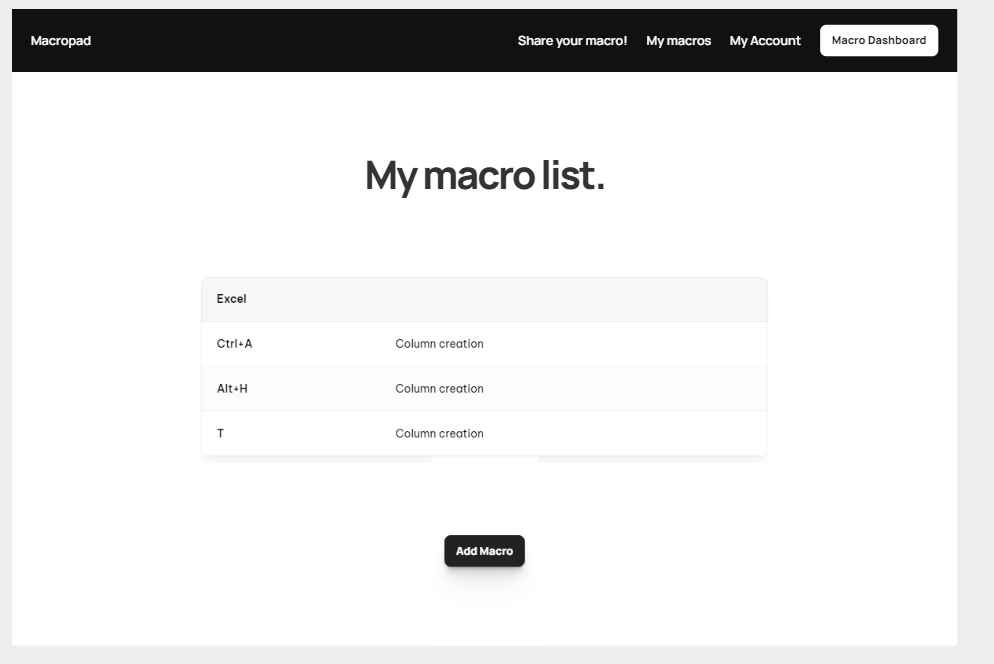 Macropad Share your macro! My macros My Account Macro Dashboard
My macro list.
Excel
Ctrl+A Column creation
Alt+H Column creation
T Column creation
Add Macro